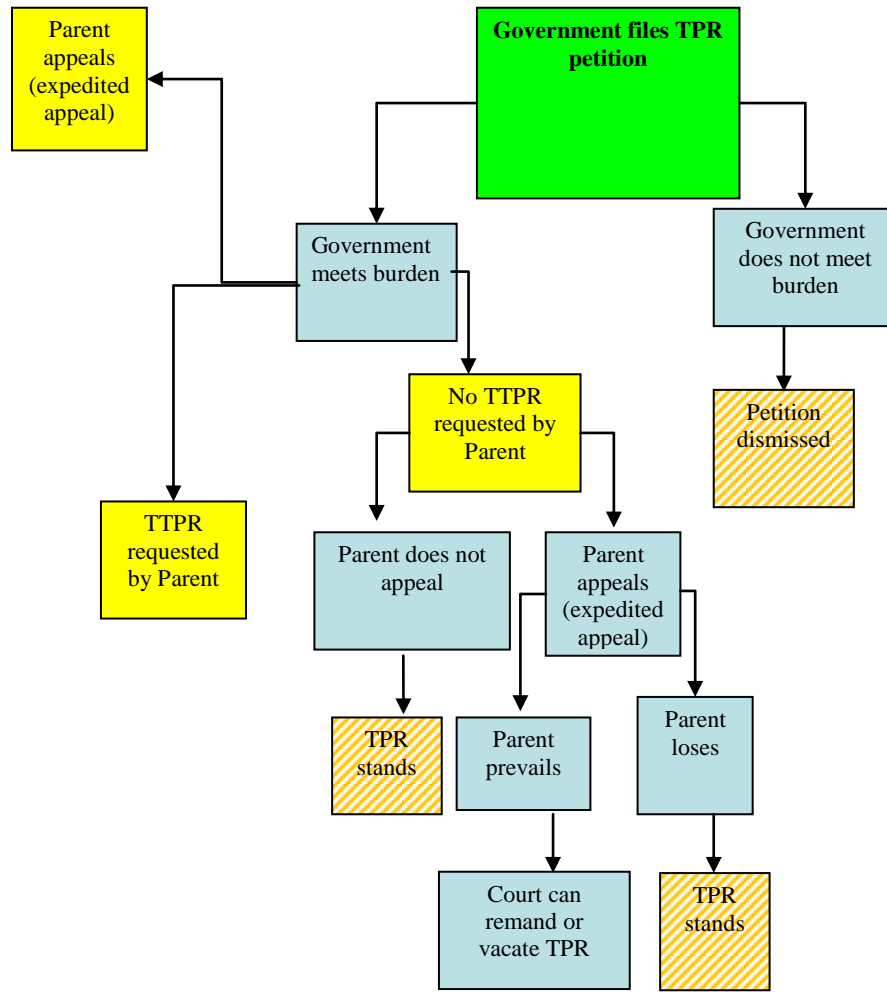 Parent
appeals
(expedited
appeal)
Government files TPR
petition
Government
meets burden
Government
does not meet
burden
No TTPR
requested by
Parent
Petition
dismissed
TTPR
requested
by Parent
Parent does not
appeal
Parent
appeals
(expedited
appeal)
TPR
stands
Parent
prevails
Parent
loses
Court can
remand or
vacate TPR
TPR
stands